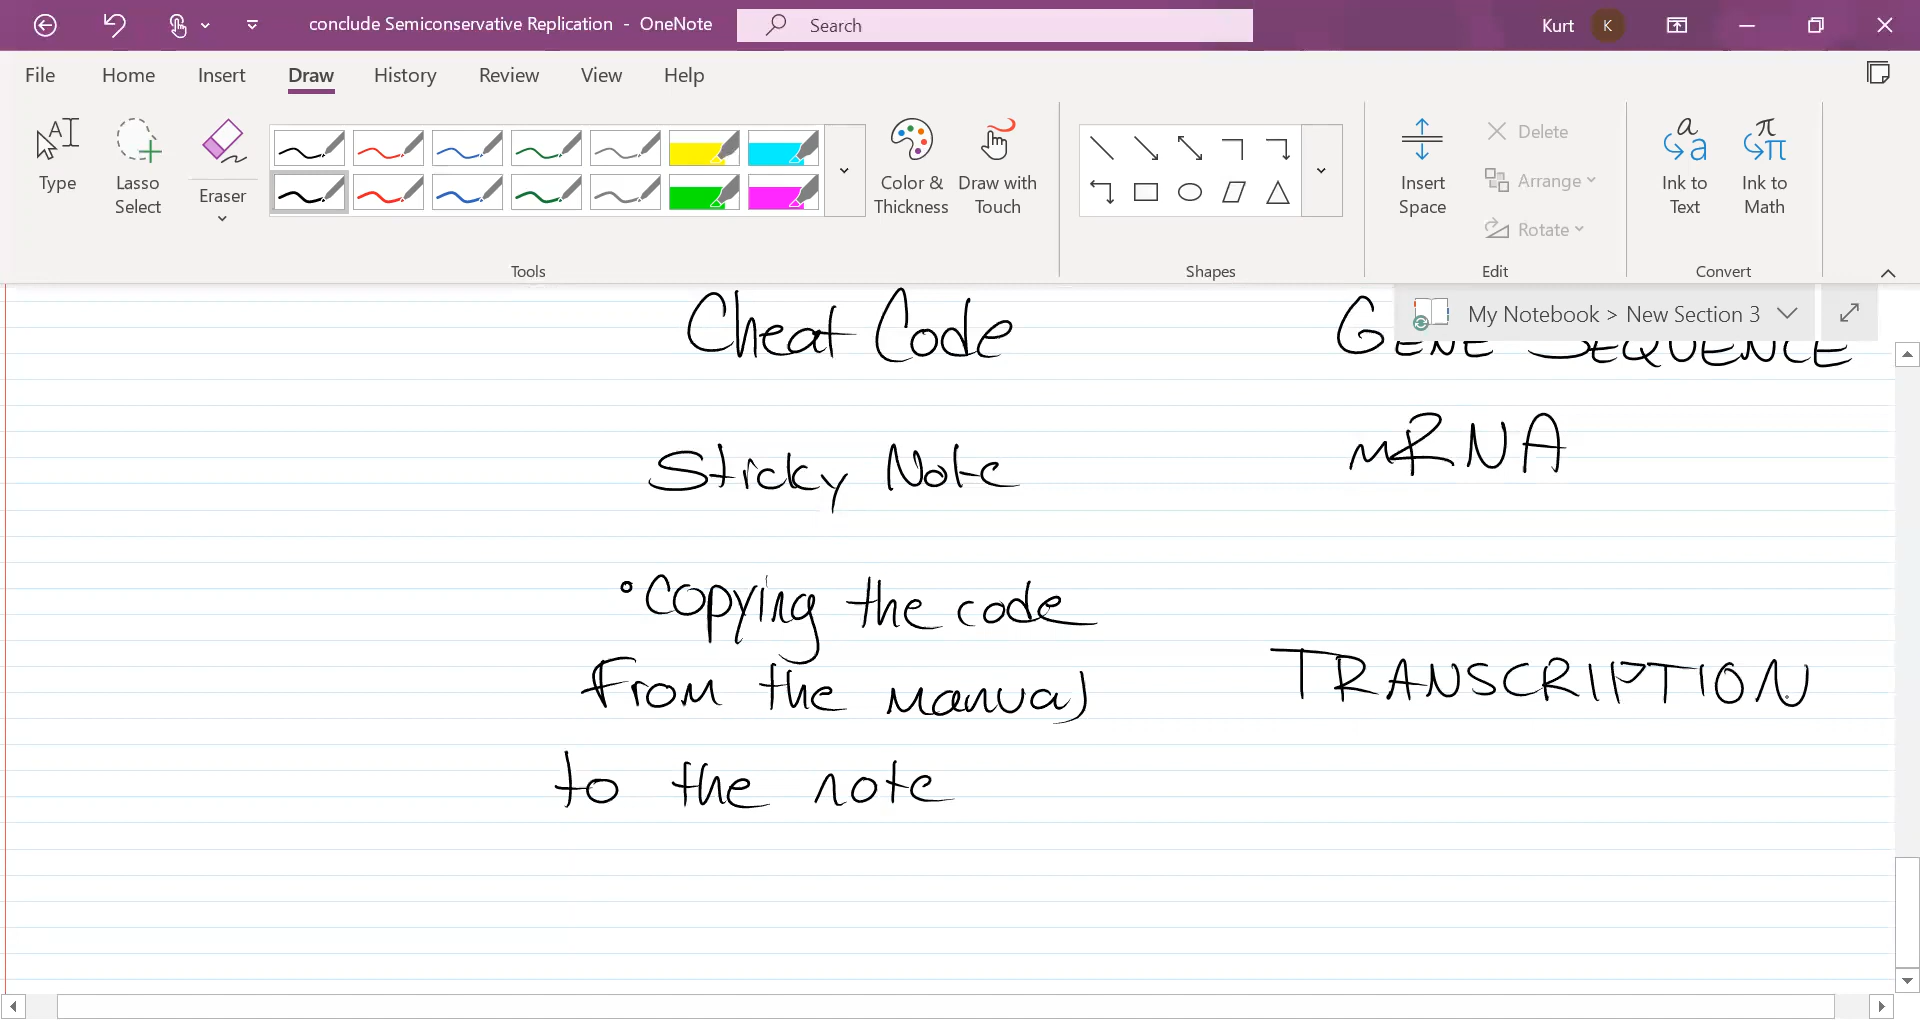 conclude Semiconservative Replication - OneNote
Search
Kurt K
File Home Insert Draw History Review View Help
Type
Lasso Select
Eraser
Color & Thickness
Draw with Touch
Insert Space
Delete
Arrange
Rotate
Ink to Text
Ink to Math
Tools Shapes Edit Convert
My Notebook > New Section 3
Cheat Code GENE SEQUENCE
Sticky Note mRNA
•Copying the code
From the manual TRANSCRIPTION
to the note